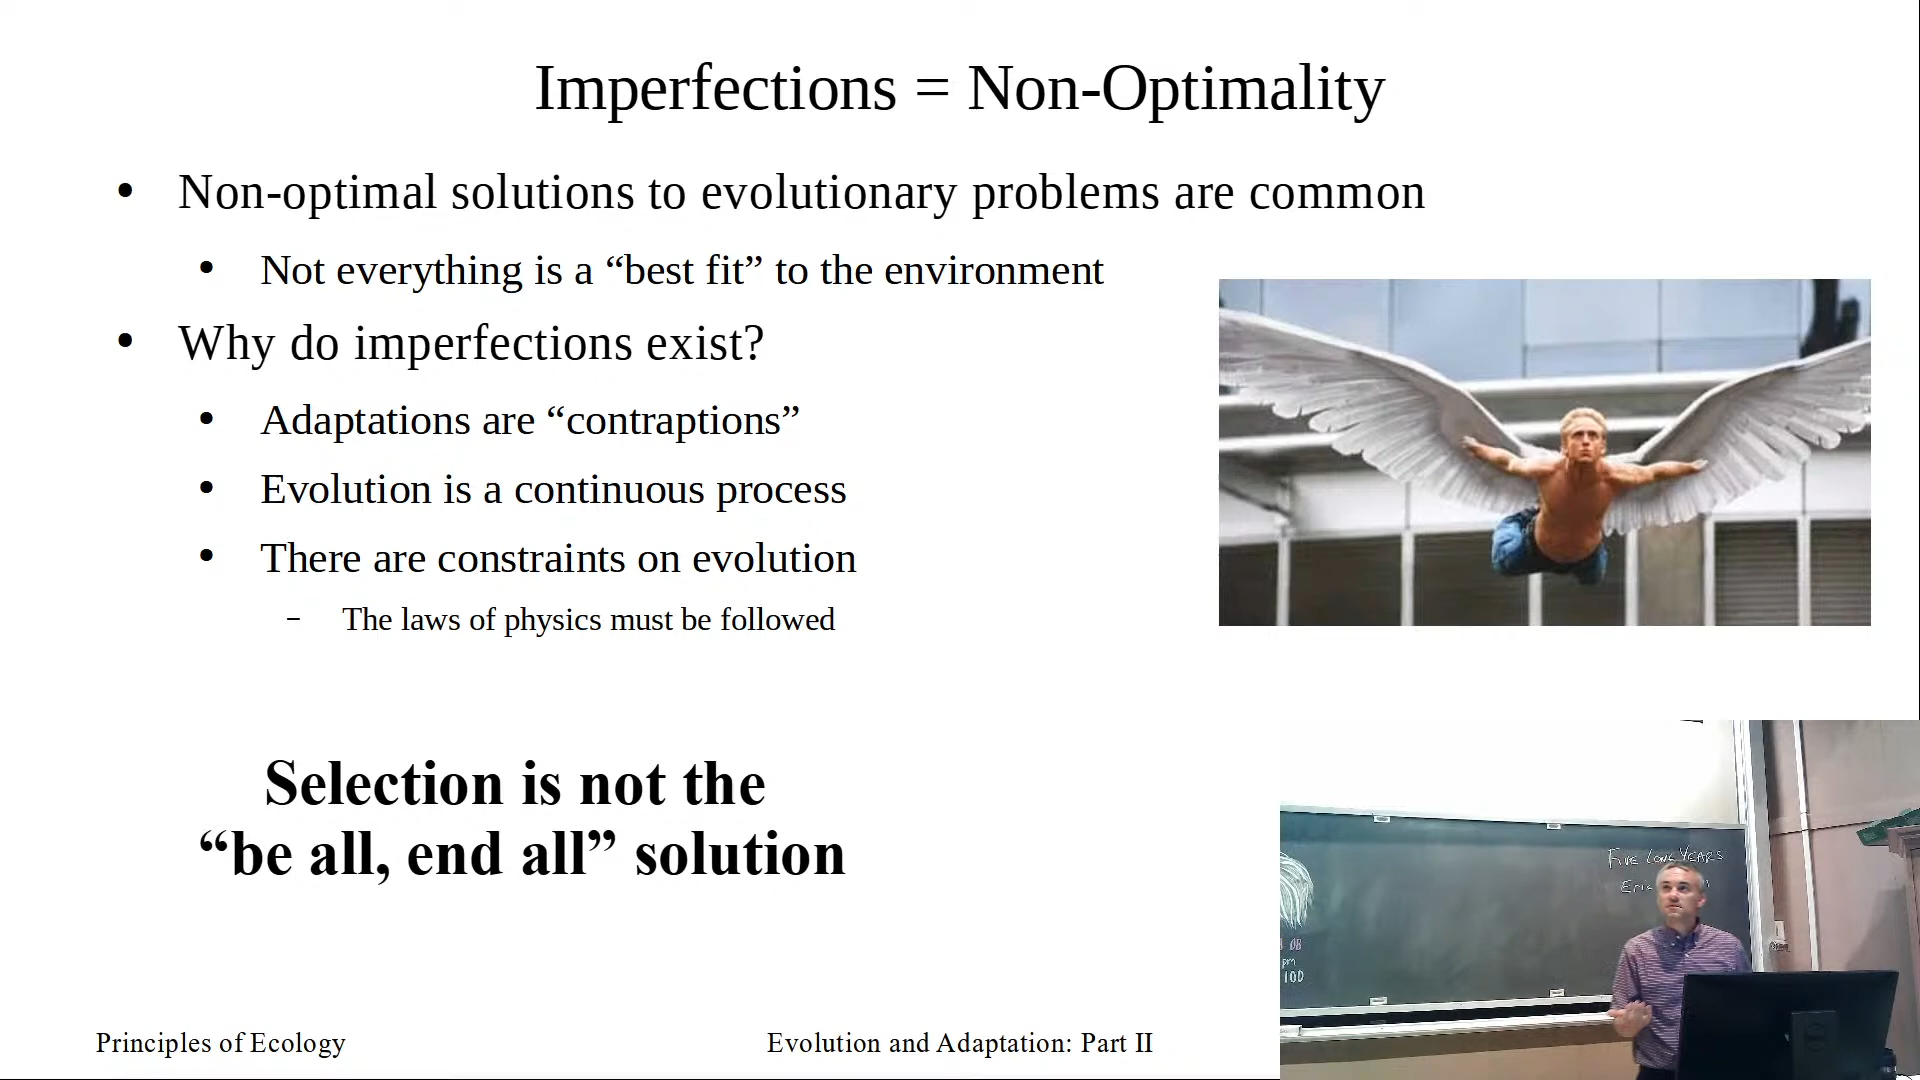 Imperfections = Non-Optimality
• Non-optimal solutions to evolutionary problems are common
• Not everything is a “best fit” to the environment
• Why do imperfections exist?
• Adaptations are “contraptions”
• Evolution is a continuous process
• There are constraints on evolution
– The laws of physics must be followed
Selection is not the
“be all, end all” solution
FIVE LONG YEARS
pm
100
Principles of Ecology
Evolution and Adaptation: Part II